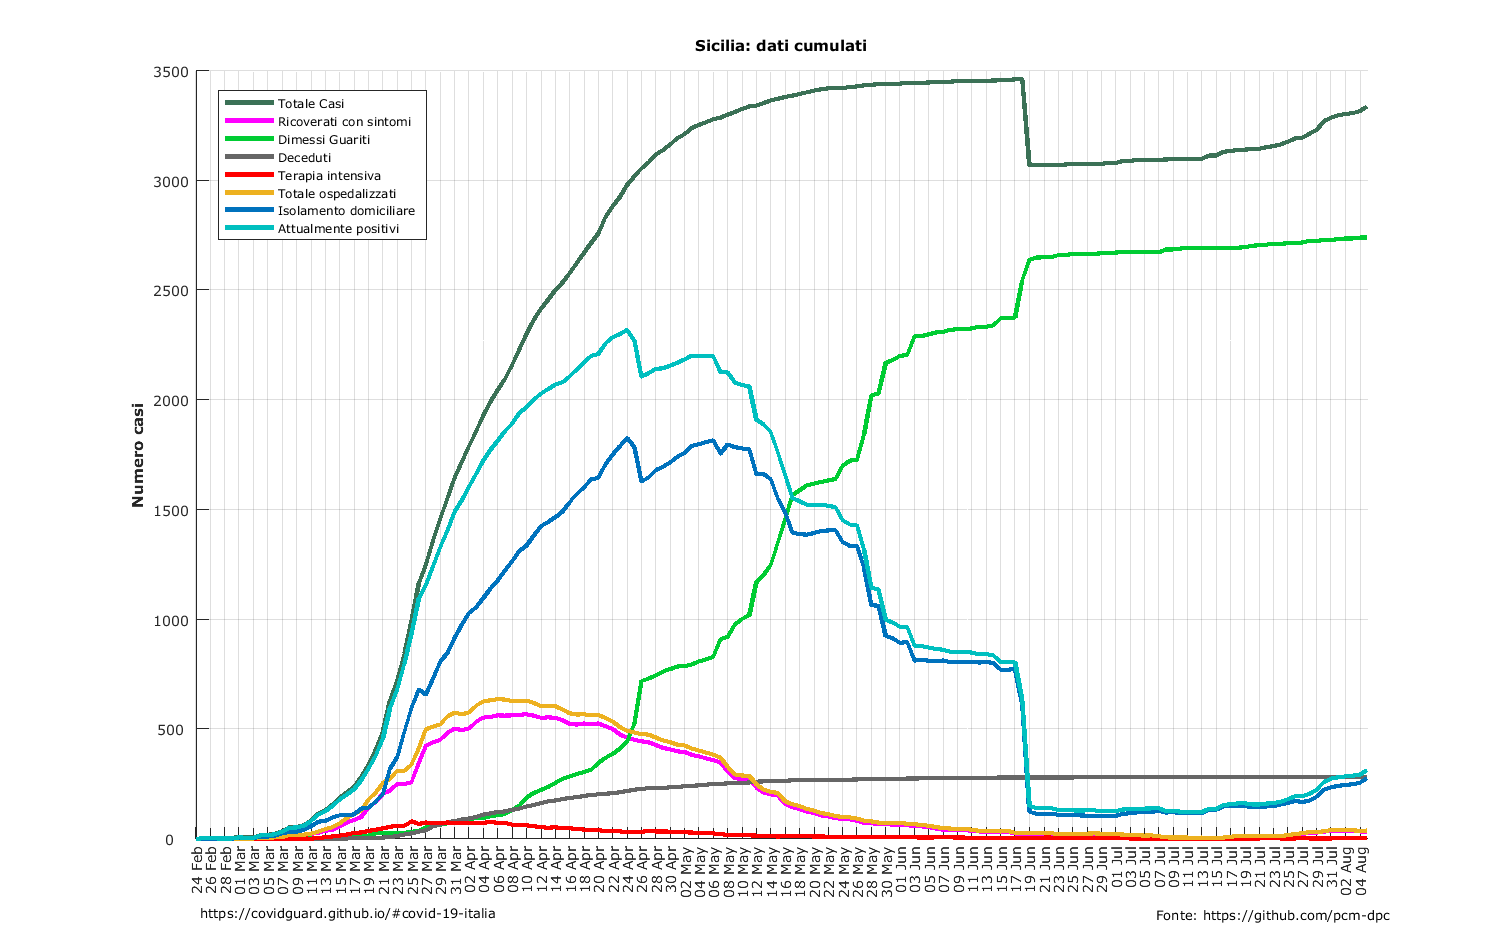 Sicilia: dati cumulati
Numero casi
3500
3000
2500
2000
1500
1000
500
0
Totale Casi
Ricoverati con sintomi
Dimessi Guariti
Deceduti
Terapia intensiva
Totale ospedalizzati
Isolamento domiciliare
Attualmente positivi
24 Feb
26 Feb
28 Feb
01 Mar
03 Mar
05 Mar
07 Mar
09 Mar
11 Mar
13 Mar
15 Mar
17 Mar
19 Mar
21 Mar
23 Mar
25 Mar
27 Mar
29 Mar
31 Mar
02 Apr
04 Apr
06 Apr
08 Apr
10 Apr
12 Apr
14 Apr
16 Apr
18 Apr
20 Apr
22 Apr
24 Apr
26 Apr
28 Apr
30 Apr
02 May
04 May
06 May
08 May
10 May
12 May
14 May
16 May
18 May
20 May
22 May
24 May
26 May
28 May
30 May
01 Jun
03 Jun
05 Jun
07 Jun
09 Jun
11 Jun
13 Jun
15 Jun
17 Jun
19 Jun
21 Jun
23 Jun
25 Jun
27 Jun
29 Jun
01 Jul
03 Jul
05 Jul
07 Jul
09 Jul
11 Jul
13 Jul
15 Jul
17 Jul
19 Jul
21 Jul
23 Jul
25 Jul
27 Jul
29 Jul
31 Jul
02 Aug
04 Aug
https://covidguard.github.io/#covid-19-italia
Fonte: https://github.com/pcm-dpc